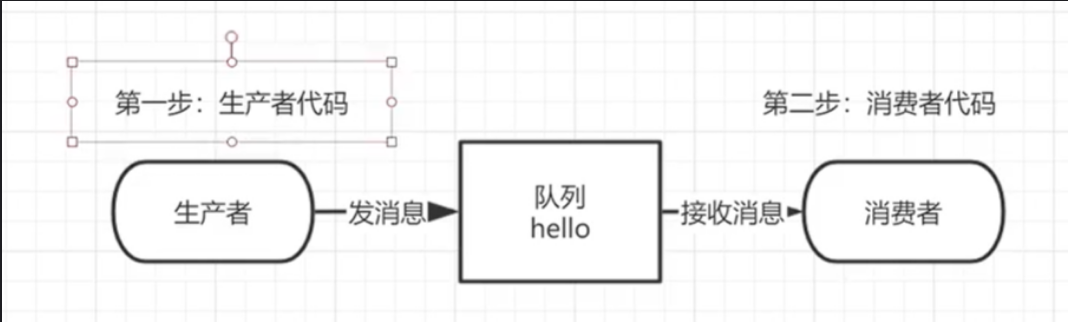 第一步：生产者代码
第二步：消费者代码
生产者
发消息
队列
hello
接收消息
消费者